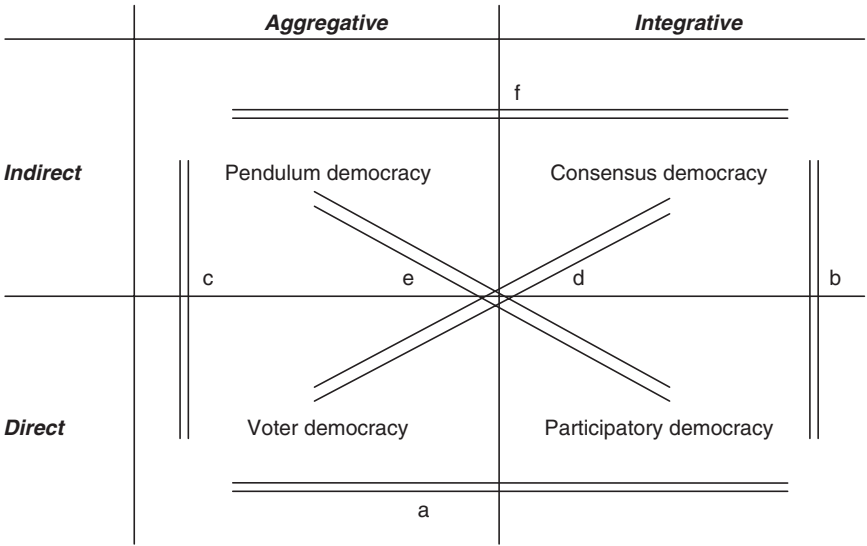 Aggregative Integrative
f
Indirect Pendulum democracy Consensus democracy
c e d b
Direct Voter democracy Participatory democracy
a